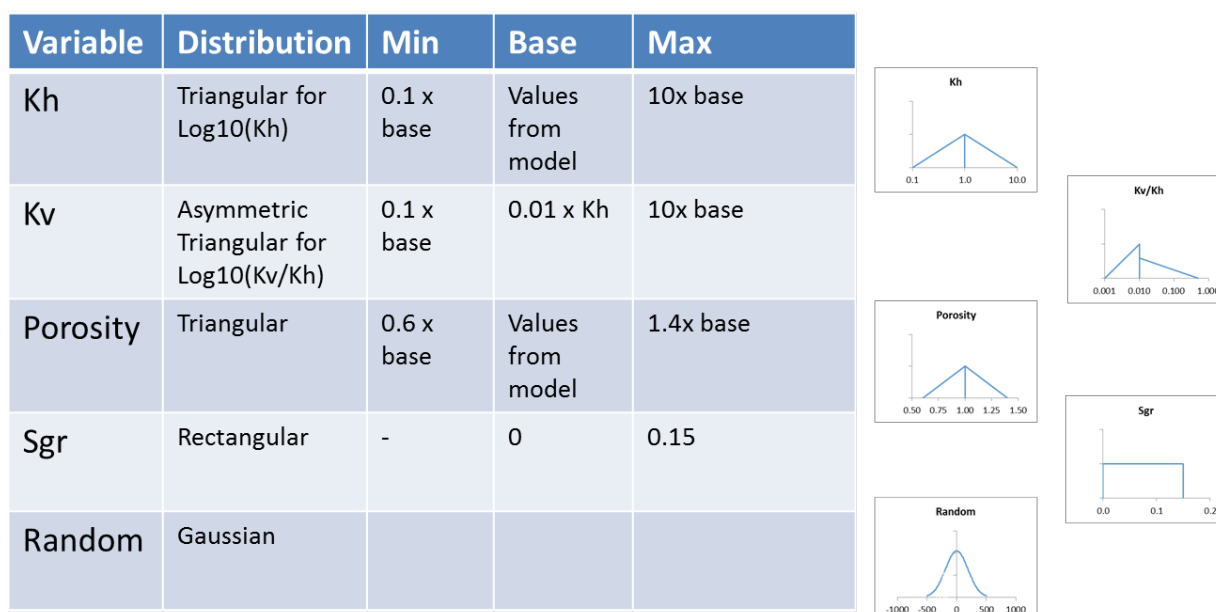 Variable Distribution Min Base Max
Kh Triangular for Log10(Kh) 0.1 x base Values from model 10x base
Kv Asymmetric Triangular for Log10(Kv/Kh) 0.1 x base 0.01 x Kh 10x base
Porosity Triangular 0.6 x base Values from model 1.4x base
Sgr Rectangular - 0 0.15
Random Gaussian
Kh
0.1 1.0 10.0
Kv/Kh
0.001 0.010 0.100 1.000
Porosity
0.50 0.75 1.00 1.25 1.50
Sgr
0.0 0.1 0.2
Random
-1000 -500 0 500 1000